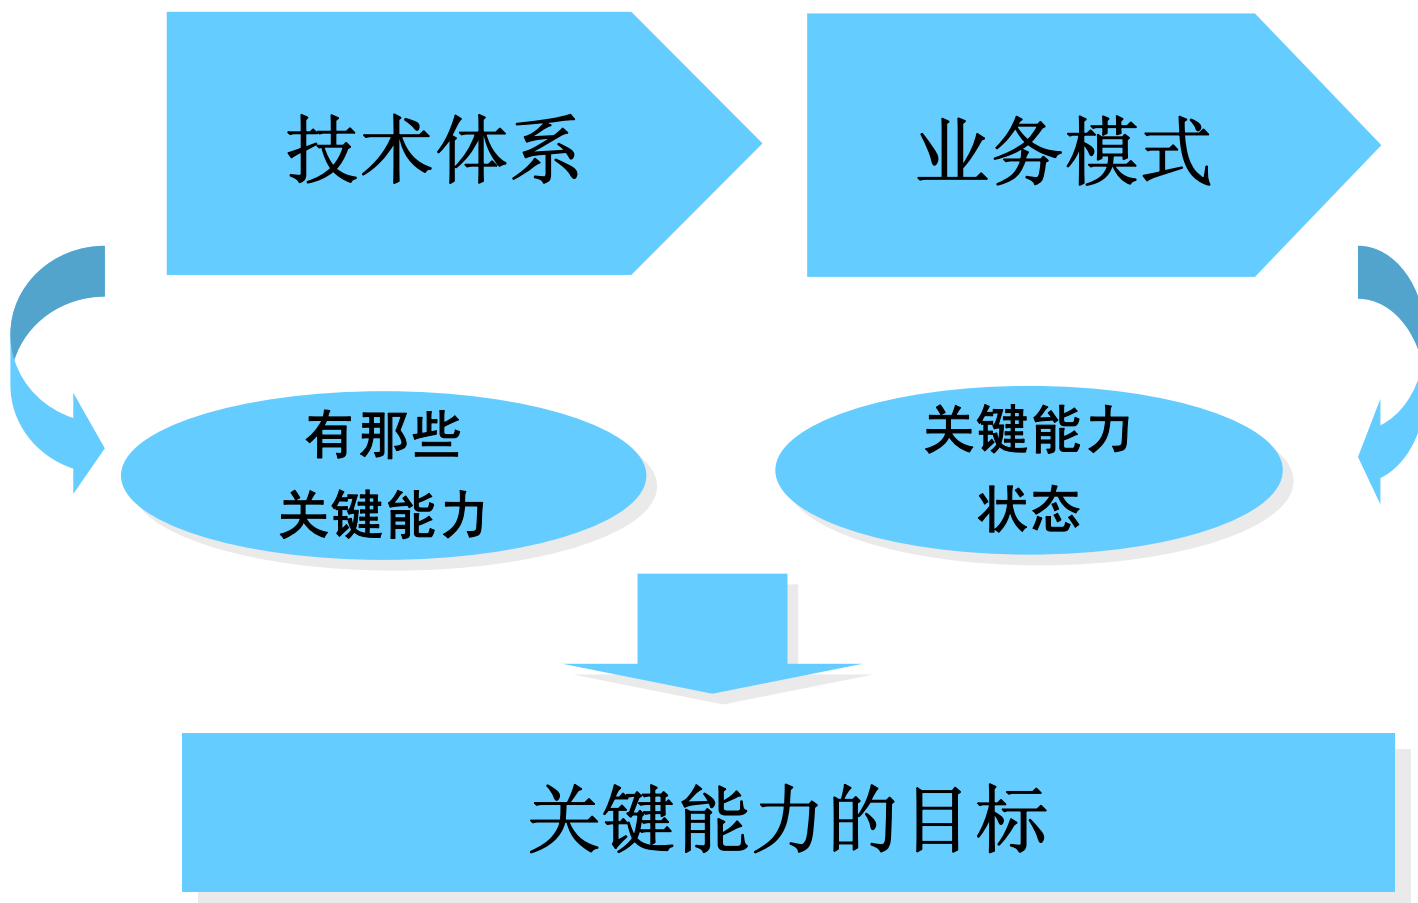 技术体系
业务模式
有那些
关键能力
关键能力
状态
关键能力的目标